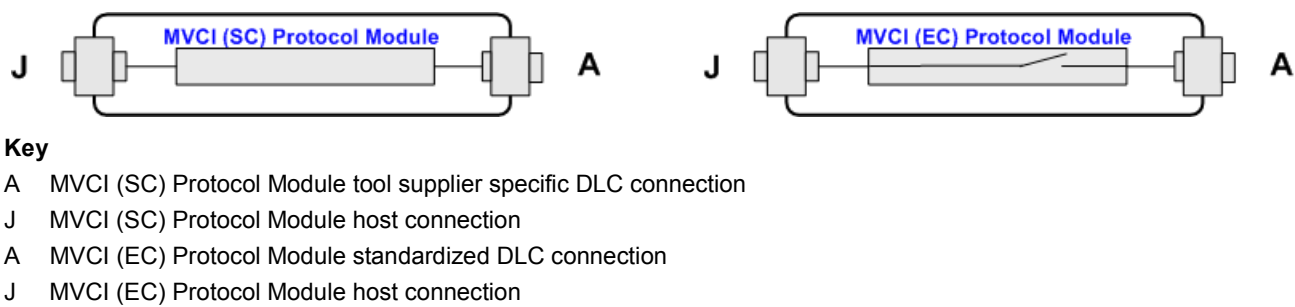 MVCI (SC) Protocol Module
J
A
MVCI (EC) Protocol Module
J
A
Key
A MVCI (SC) Protocol Module tool supplier specific DLC connection
J MVCI (SC) Protocol Module host connection
A MVCI (EC) Protocol Module standardized DLC connection
J MVCI (EC) Protocol Module host connection